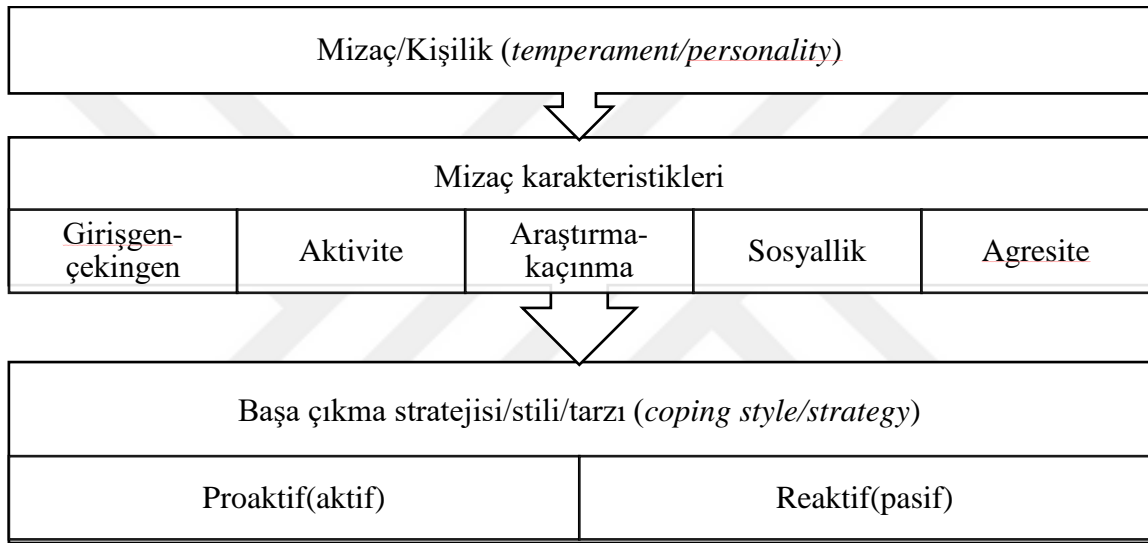 Mizaç/Kişilik (temperament/personality)
Mizaç karakteristikleri
Girişgen-
çekingen
Aktivite
Araştırma-
kaçınma
Sosyallik
Agresite
Başa çıkma stratejisi/stili/tarzı (coping style/strategy)
Proaktif(aktif)
Reaktif(pasif)